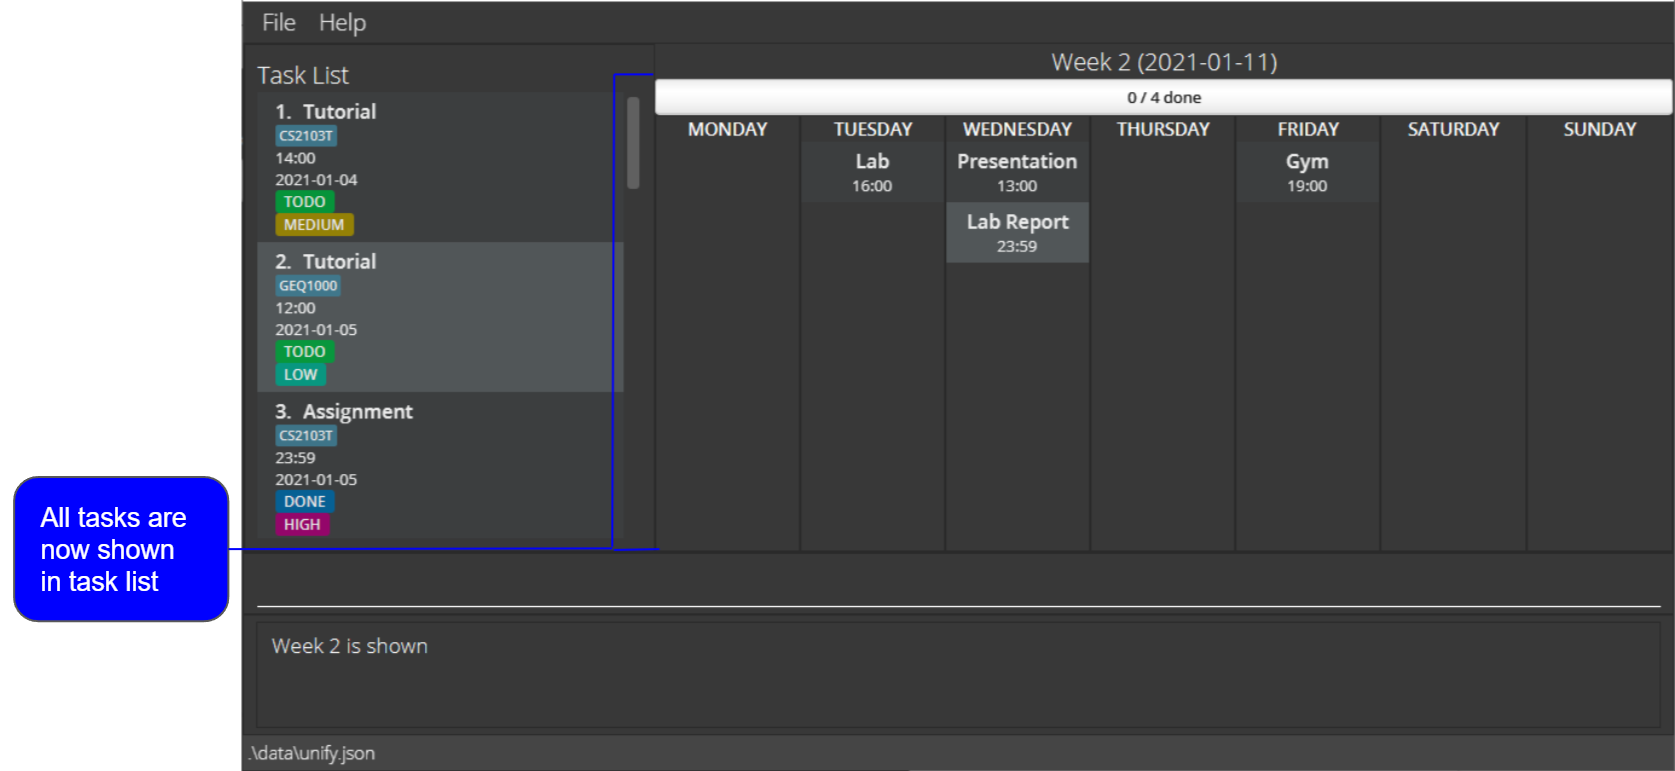 File Help
Task List
1. Tutorial
CS2103T
14:00
2021-01-04
TODO
MEDIUM
2. Tutorial
GEQ1000
12:00
2021-01-05
TODO
LOW
3. Assignment
CS2103T
23:59
2021-01-05
DONE
HIGH
Week 2 (2021-01-11)
0 / 4 done
MONDAY TUESDAY WEDNESDAY THURSDAY FRIDAY SATURDAY SUNDAY
Lab Presentation Gym
16:00 13:00 19:00
Lab Report
23:59
All tasks are
now shown
in task list
Week 2 is shown
.\data\unify.json